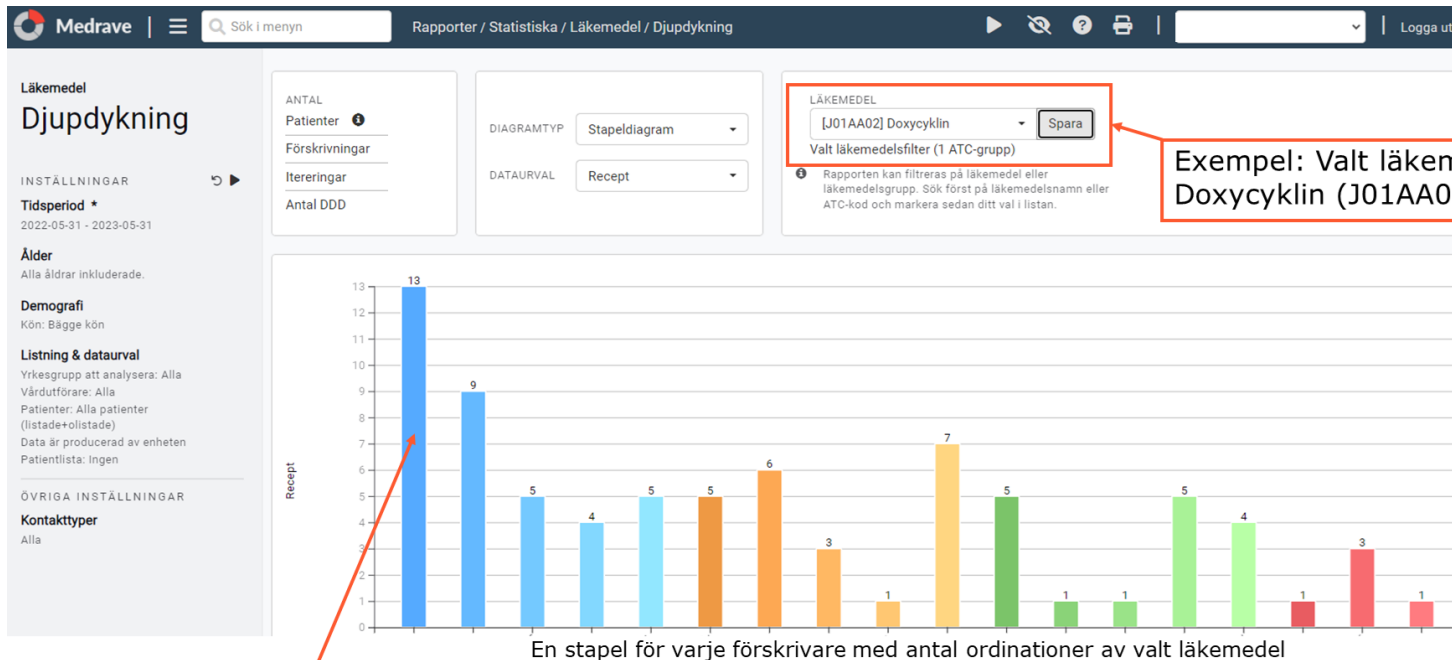 Medrave
Sök i menyn
Rapporter / Statistiska / Läkemedel / Djupdykning
Logga ut
Läkemedel
Djupdykning
INSTÄLLNINGAR
Tidsperiod *
2022-05-31 - 2023-05-31
Ålder
Alla åldrar inkluderade.
Demografi
Kön: Bägge kön
Listning & dataurval
Yrkesgrupp att analysera: Alla
Vårdutförare: Alla
Patienter: Alla patienter
(listade+olistade)
Data är producerad av enheten
Patientlista: Ingen
ÖVRIGA INSTÄLLNINGAR
Kontakttyper
Alla
ANTAL
Patienter
Förskrivningar
Itereringar
Antal DDD
DIAGRAMTYP Stapeldiagram
DATAURVAL Recept
LÄKEMEDEL
[J01AA02] Doxycyklin Spara
Valt läkemedelsfilter (1 ATC-grupp)
Rapporten kan filtreras på läkemedel eller
läkemedelsgrupp. Sök först på läkemedelsnamn eller
ATC-kod och markera sedan ditt val i listan.
Exempel: Valt läkem
Doxycyklin (J01AA0
Recept
13
12
11
10
9
8
7
6
5
4
3
2
1
0
13 9 5 4 5 5 6 3 1 7 5 1 1 5 4 1 3 1
En stapel för varje förskrivare med antal ordinationer av valt läkemedel